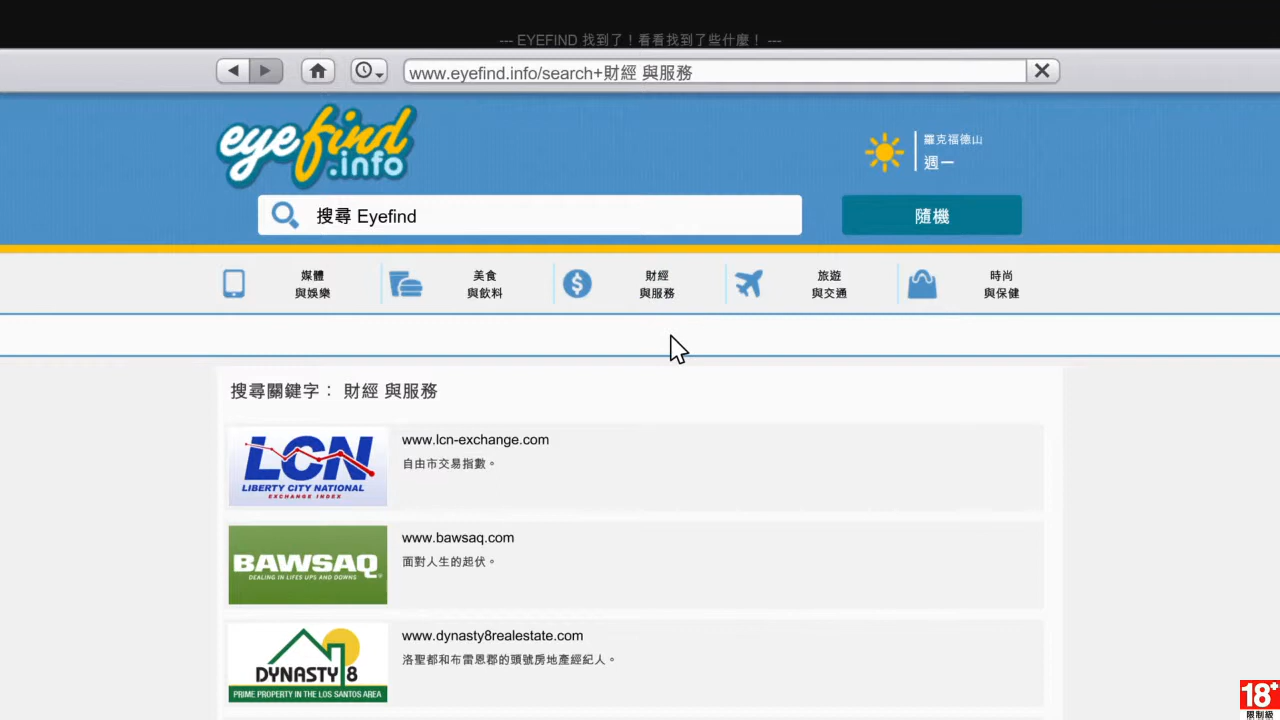 --- EYEFIND 找到了！看看找到了些什麼！ ---
www.eyefind.info/search+財經 與服務
eyefind
.info
羅克福德山
週一
搜尋 Eyefind
隨機
媒體
與娛樂
美食
與飲料
財經
與服務
旅遊
與交通
時尚
與保健
搜尋關鍵字： 財經 與服務
LCN
LIBERTY CITY NATIONAL
EXCHANGE INDEX
www.lcn-exchange.com
自由市交易指數。
BAWSAQ
DEALING IN LIFES UPS AND DOWNS
www.bawsaq.com
面對人生的起伏。
DYNASTY 8
PRIME PROPERTY IN THE LOS SANTOS AREA
www.dynasty8realestate.com
洛聖都和布雷恩郡的頭號房地產經紀人。
18+
限制級